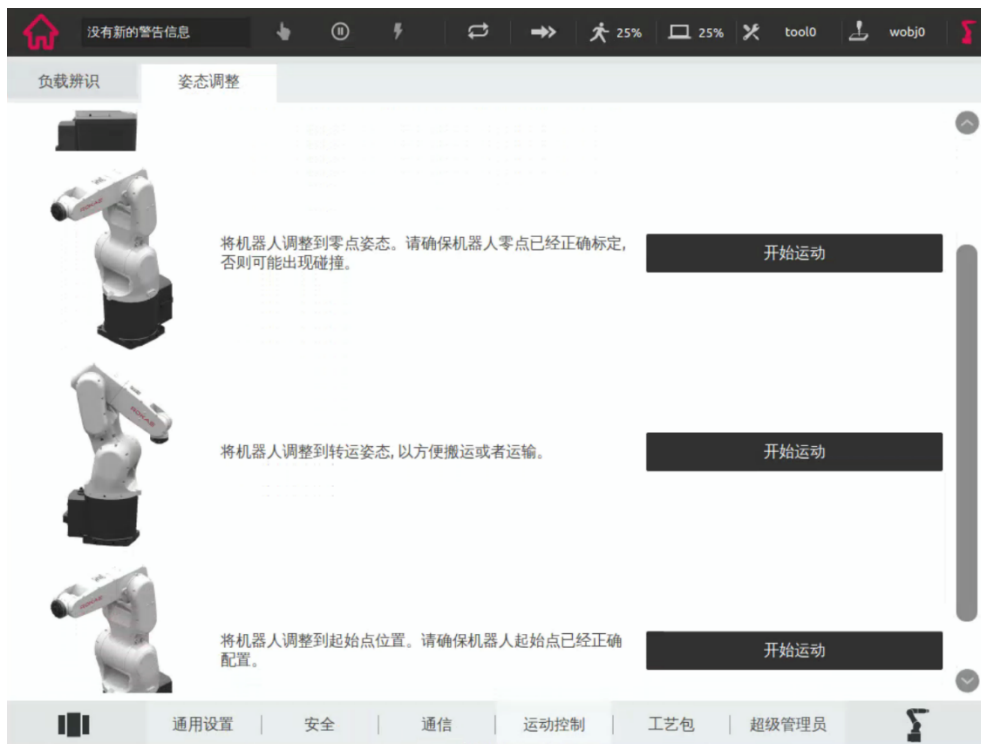 没有新的警告信息 25% 25% tool0 wobj0
负载辨识 姿态调整
将机器人调整到零点姿态。请确保机器人零点已经正确标定,
否则可能出现碰撞。
开始运动
将机器人调整到转运姿态, 以方便搬运或者运输。
开始运动
将机器人调整到起始点位置。请确保机器人起始点已经正确
配置。
开始运动
通用设置 安全 通信 运动控制 工艺包 超级管理员